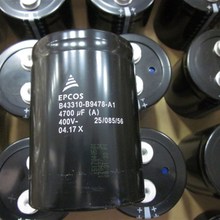 EPCOS
B43310-B9478-A1
4700 µF (A)
400V- 25/085/56
04.17 X